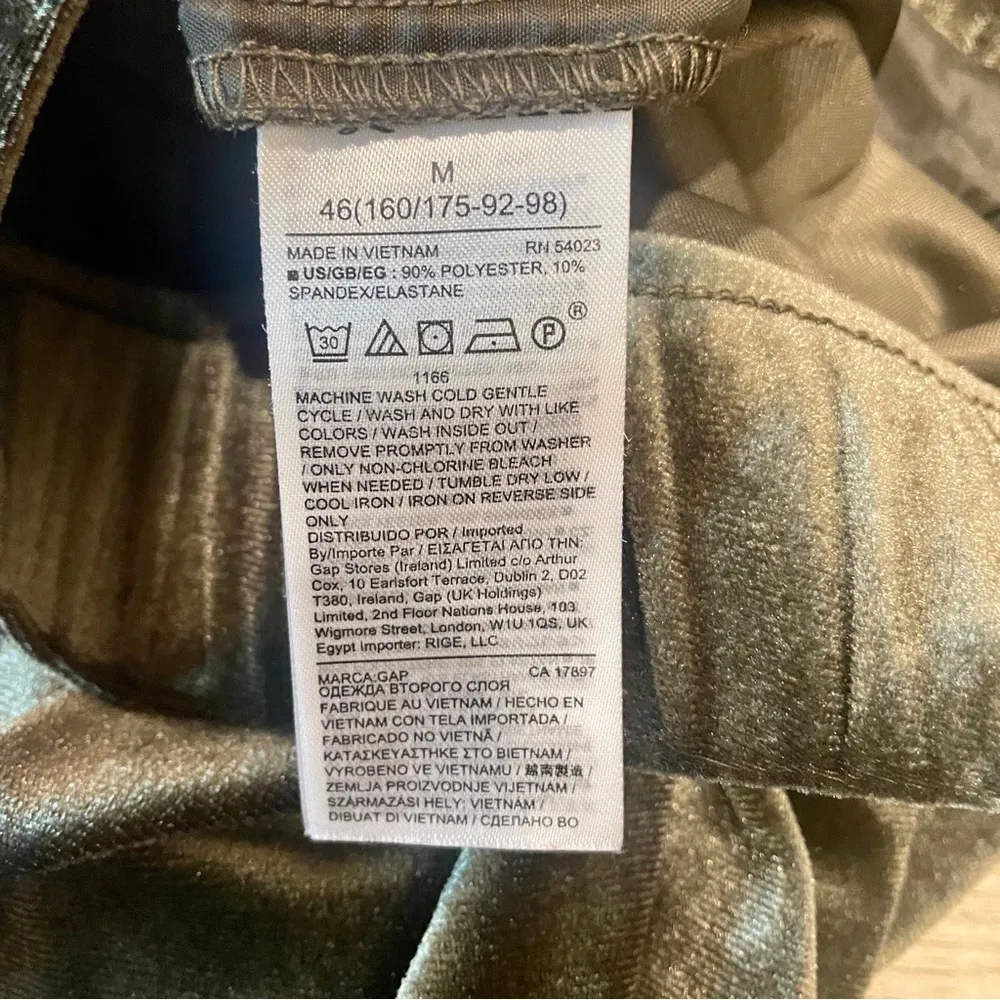 M
46(160/175-92-98)
MADE IN VIETNAM RN 54023
US/GB/EG : 90% POLYESTER, 10%
SPANDEX/ELASTANE
30 P ®
1166
MACHINE WASH COLD GENTLE
CYCLE / WASH AND DRY WITH LIKE
COLORS / WASH INSIDE OUT /
REMOVE PROMPTLY FROM WASHER
/ ONLY NON-CHLORINE BLEACH
WHEN NEEDED / TUMBLE DRY LOW /
COOL IRON / IRON ON REVERSE SIDE
ONLY
DISTRIBUIDO POR / Imported
By/Importe Par / ΕΙΣΑΓΕΤΑΙ ΑΠΟ ΤΗΝ:
Gap Stores (Ireland) Limited c/o Arthur
Cox, 10 Earlsfort Terrace, Dublin 2, D02
T380, Ireland, Gap (UK Holdings)
Limited, 2nd Floor Nations House, 103
Wigmore Street, London, W1U 1QS, UK
Egypt Importer: RIGE, LLC
MARCA:GAP CA 17897
ОДЕЖДА ВТОРОГО СЛОЯ
FABRIQUE AU VIETNAM / HECHO EN
VIETNAM CON TELA IMPORTADA /
FABRICADO NO VIETNÃ /
ΚΑΤΑΣΚΕΥΑΣΤΗΚΕ ΣΤΟ ΒΙΕΤΝΑΜ /
VYROBENO VE VIETNAMU / 越南製造 /
ZEMLJA PROIZVODNJE VIJETNAM /
SZÁRMAZÁSI HELY: VIETNAM /
DIBUAT DI VIETNAM / СДЕЛАНО ВО